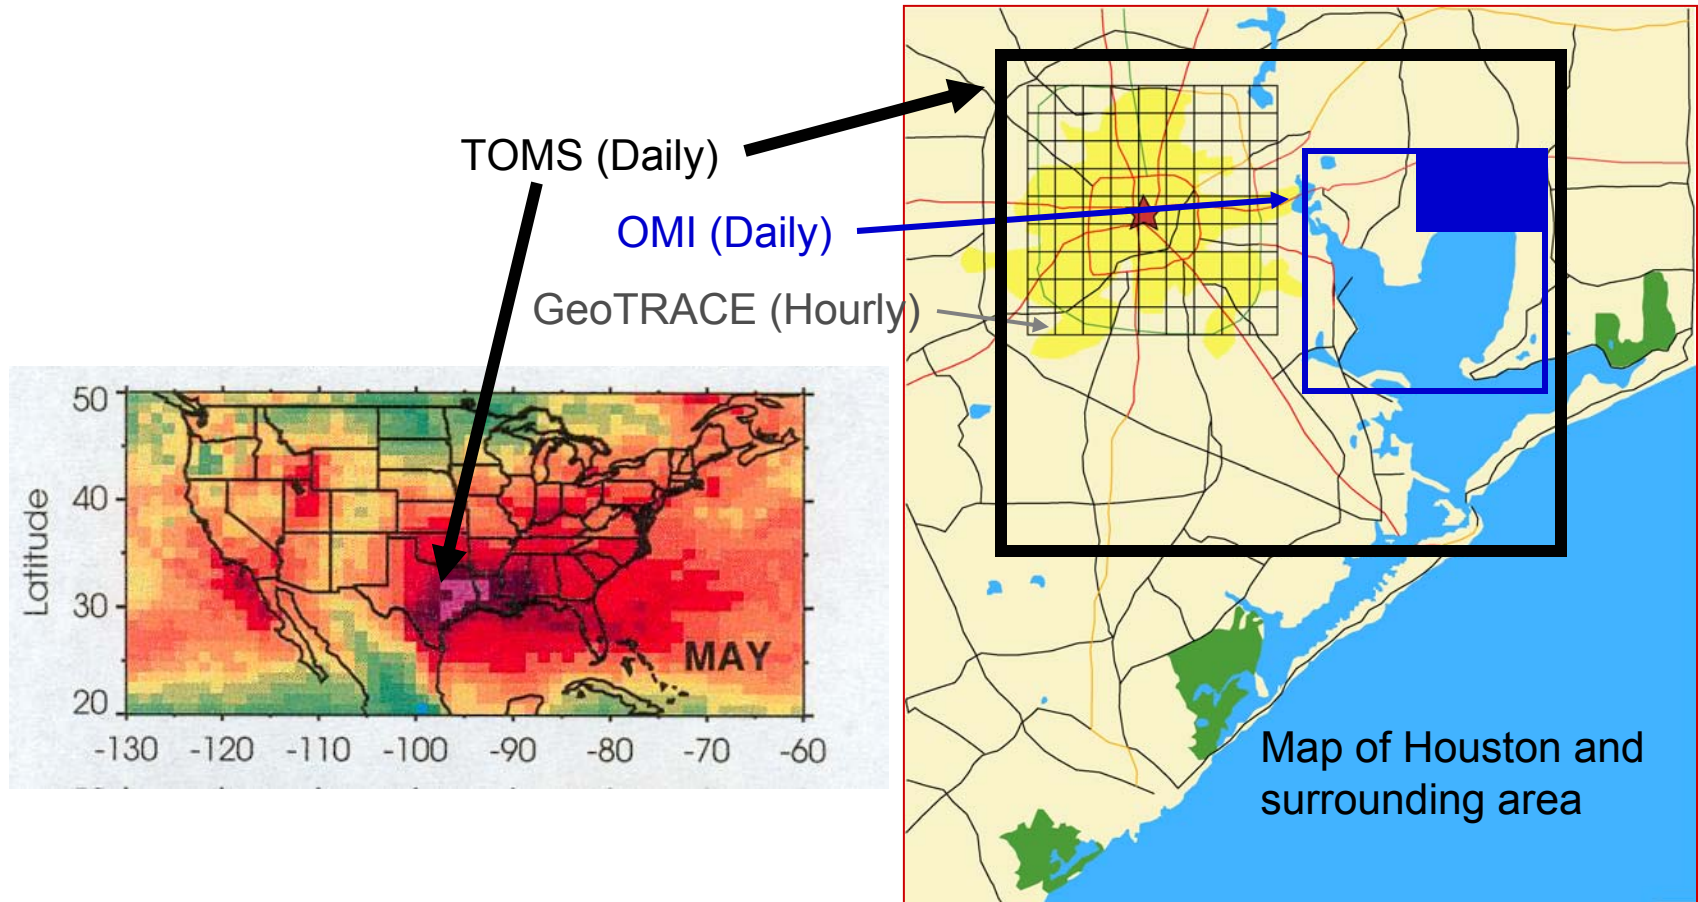 TOMS (Daily)
OMI (Daily)
GeoTRACE (Hourly)
50
40
30
20
Latitude
MAY
-130 -120 -110 -100 -90 -80 -70 -60
Map of Houston and
surrounding area